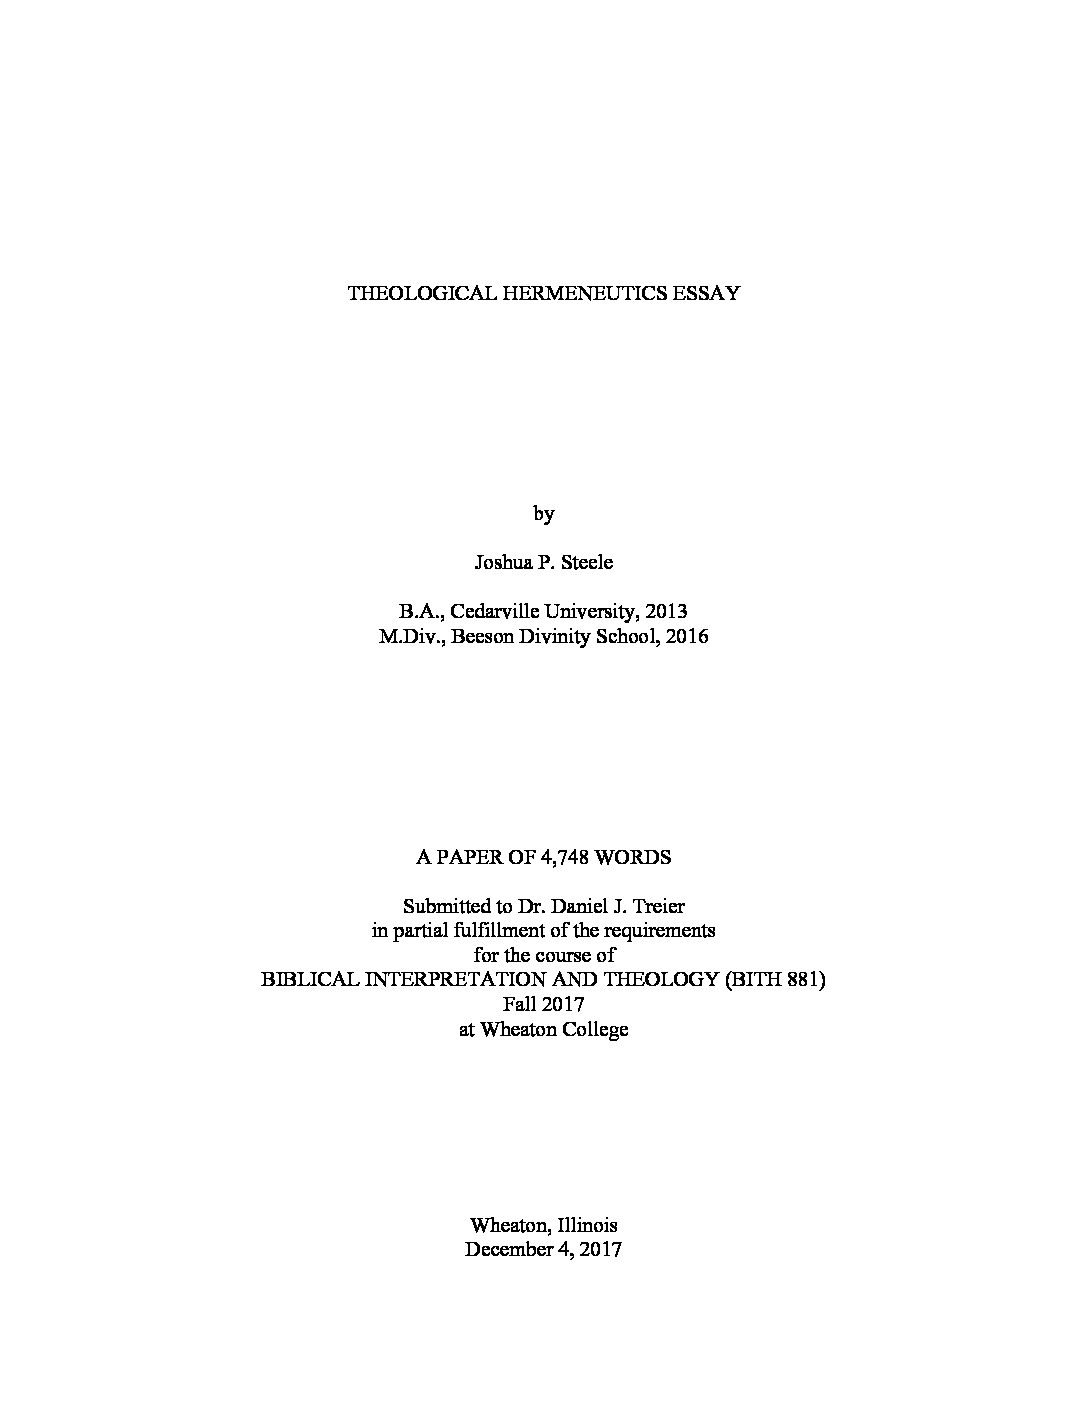 THEOLOGICAL HERMENEUTICS ESSAY
by
Joshua P. Steele
B.A., Cedarville University, 2013
M.Div., Beeson Divinity School, 2016
A PAPER OF 4,748 WORDS
Submitted to Dr. Daniel J. Treier
in partial fulfillment of the requirements
for the course of
BIBLICAL INTERPRETATION AND THEOLOGY (BITH 881)
Fall 2017
at Wheaton College
Wheaton, Illinois
December 4, 2017